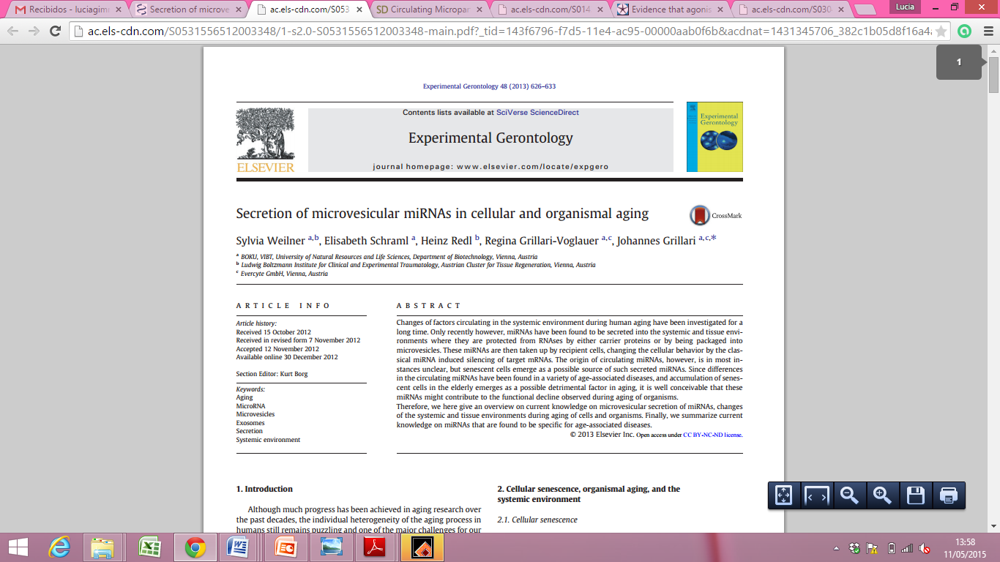 Recibidos - luciagim
Secretion of microve
ac.els-cdn.com/S053
Circulating Micropar
ac.els-cdn.com/S014
Evidence that agonis
ac.els-cdn.com/S030
Lucia
ac.els-cdn.com/S0531556512003348/1-s2.0-S0531556512003348-main.pdf?_tid=143f6796-f7d5-11e4-ac95-00000aab0f6b&acdnat=1431345706_382c1b05d8f16a4a
1
Experimental Gerontology 48 (2013) 626–633
Contents lists available at SciVerse ScienceDirect
Experimental Gerontology
journal homepage: www.elsevier.com/locate/expgero
ELSEVIER
Experimental
Gerontology
Secretion of microvesicular miRNAs in cellular and organismal aging
CrossMark
Sylvia Weilner a,b, Elisabeth Schraml a, Heinz Redl b, Regina Grillari-Voglauer a,c, Johannes Grillari a,c,*
a BOKU, VIBT, University of Natural Resources and Life Sciences, Department of Biotechnology, Vienna, Austria
b Ludwig Boltzmann Institute for Clinical and Experimental Traumatology, Austrian Cluster for Tissue Regeneration, Vienna, Austria
c Evercyte GmbH, Vienna, Austria
ARTICLE INFO
Article history:
Received 15 October 2012
Received in revised form 7 November 2012
Accepted 12 November 2012
Available online 30 December 2012
Section Editor: Kurt Borg
Keywords:
Aging
MicroRNA
Microvesicles
Exosomes
Secretion
Systemic environment
ABSTRACT
Changes of factors circulating in the systemic environment during human aging have been investigated for a
long time. Only recently however, miRNAs have been found to be secreted into the systemic and tissue envi-
ronments where they are protected from RNAses by either carrier proteins or by being packaged into
microvesicles. These miRNAs are then taken up by recipient cells, changing the cellular behavior by the clas-
sical miRNA induced silencing of target mRNAs. The origin of circulating miRNAs, however, is in most in-
stances unclear, but senescent cells emerge as a possible source of such secreted miRNAs. Since differences
in the circulating miRNAs have been found in a variety of age-associated diseases, and accumulation of senes-
cent cells in the elderly emerges as a possible detrimental factor in aging, it is well conceivable that these
miRNAs might contribute to the functional decline observed during aging of organisms.
Therefore, we here give an overview on current knowledge on microvesicular secretion of miRNAs, changes
of the systemic and tissue environments during aging of cells and organisms. Finally, we summarize current
knowledge on miRNAs that are found to be specific for age-associated diseases.
© 2013 Elsevier Inc. Open access under CC BY-NC-ND license.
1. Introduction
Although much progress has been achieved in aging research over
the past decades, the individual heterogeneity of the aging process in
humans still remains puzzling and one of the major challenges for our
2. Cellular senescence, organismal aging, and the
systemic environment
2.1. Cellular senescence
13:58
11/05/2015